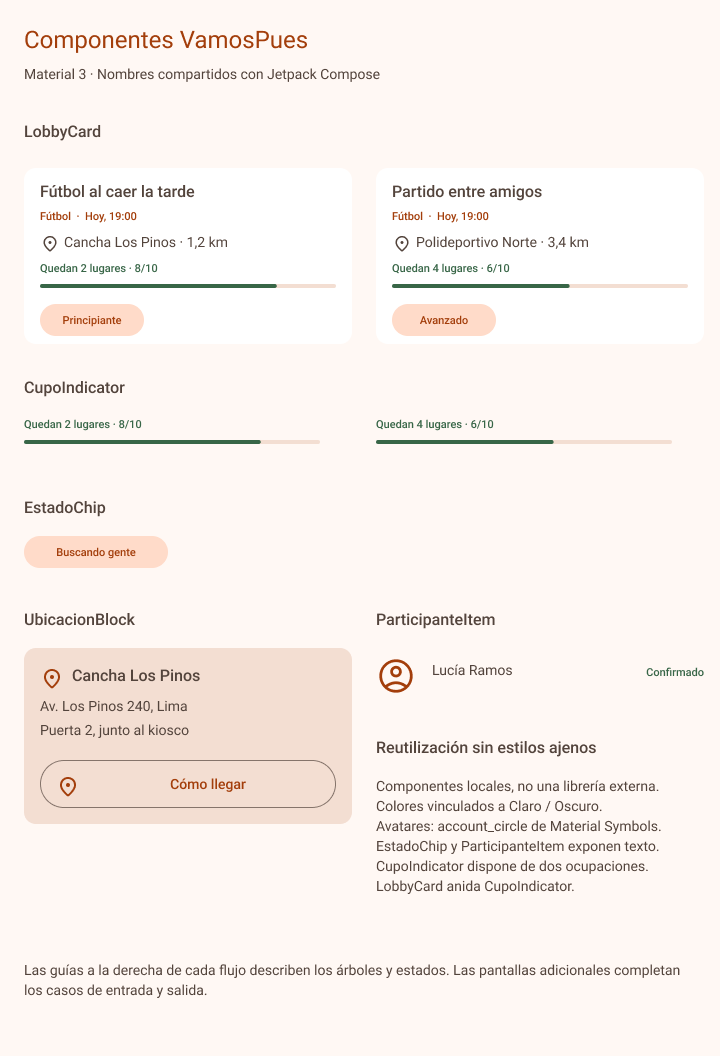 Componentes VamosPues
Material 3 · Nombres compartidos con Jetpack Compose
LobbyCard
Fútbol al caer la tarde
Fútbol · Hoy, 19:00
Cancha Los Pinos · 1,2 km
Quedan 2 lugares · 8/10
Principiante
Partido entre amigos
Fútbol · Hoy, 19:00
Polideportivo Norte · 3,4 km
Quedan 4 lugares · 6/10
Avanzado
CupoIndicator
Quedan 2 lugares · 8/10
Quedan 4 lugares · 6/10
EstadoChip
Buscando gente
UbicacionBlock
Cancha Los Pinos
Av. Los Pinos 240, Lima
Puerta 2, junto al kiosco
Cómo llegar
ParticipanteItem
Lucía Ramos
Confirmado
Reutilización sin estilos ajenos
Componentes locales, no una librería externa.
Colores vinculados a Claro / Oscuro.
Avatares: account_circle de Material Symbols.
EstadoChip y ParticipanteItem exponen texto.
CupoIndicator dispone de dos ocupaciones.
LobbyCard anida CupoIndicator.
Las guías a la derecha de cada flujo describen los árboles y estados. Las pantallas adicionales completan
los casos de entrada y salida.